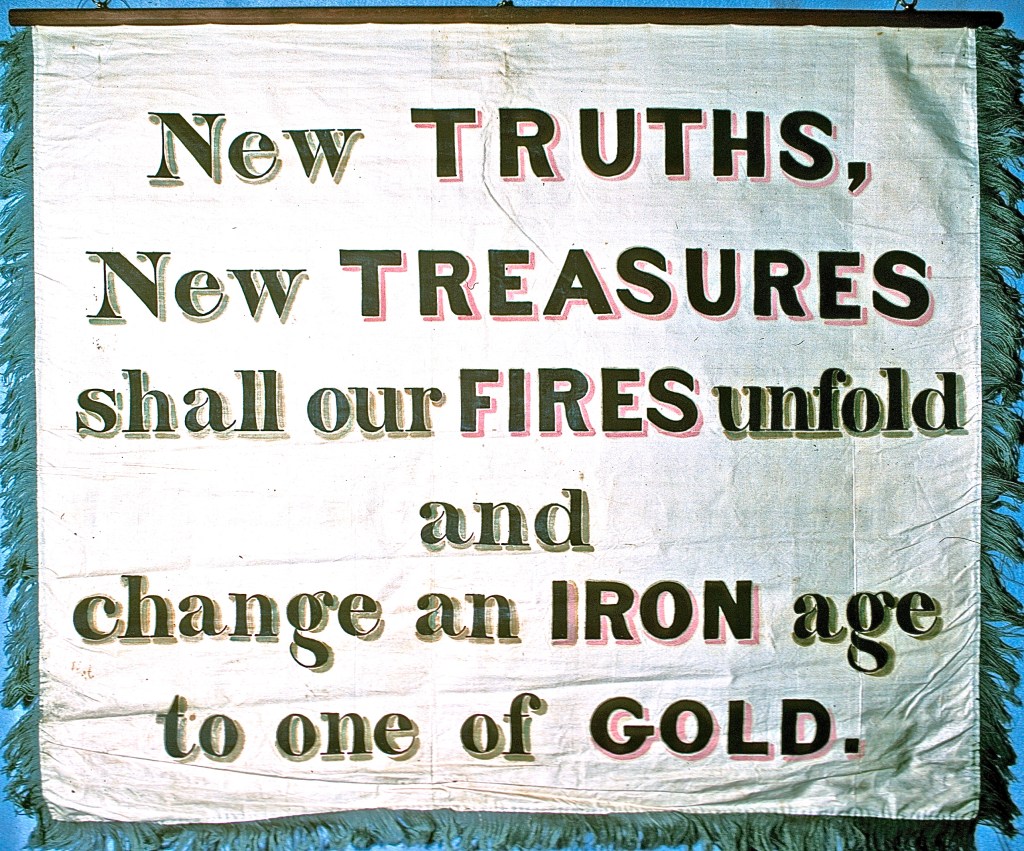 New TRUTHS,
New TREASURES
shall our FIRES unfold
and
change an IRON age
to one of GOLD.